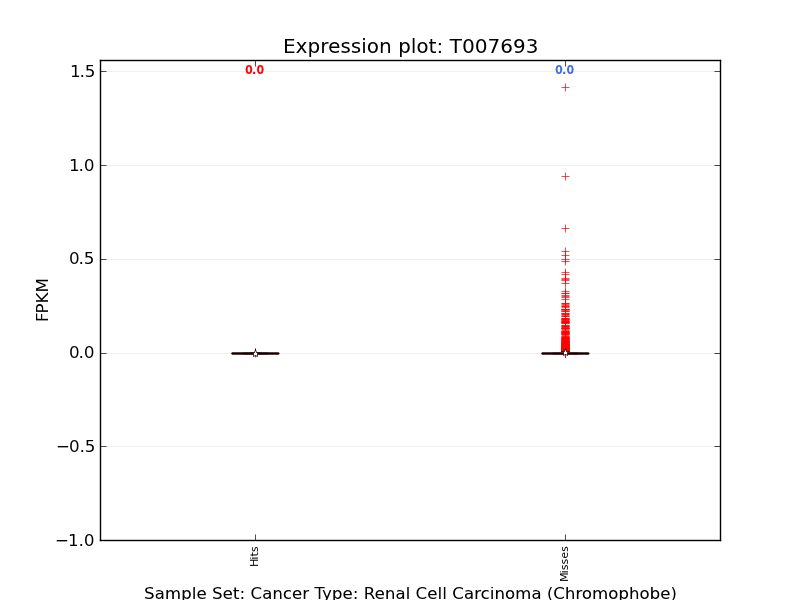 Expression plot: T007693
0.0 0.0
1.5
1.0
0.5
0.0
−0.5
−1.0
FPKM
Hits Misses
Sample Set: Cancer Type: Renal Cell Carcinoma (Chromophobe)